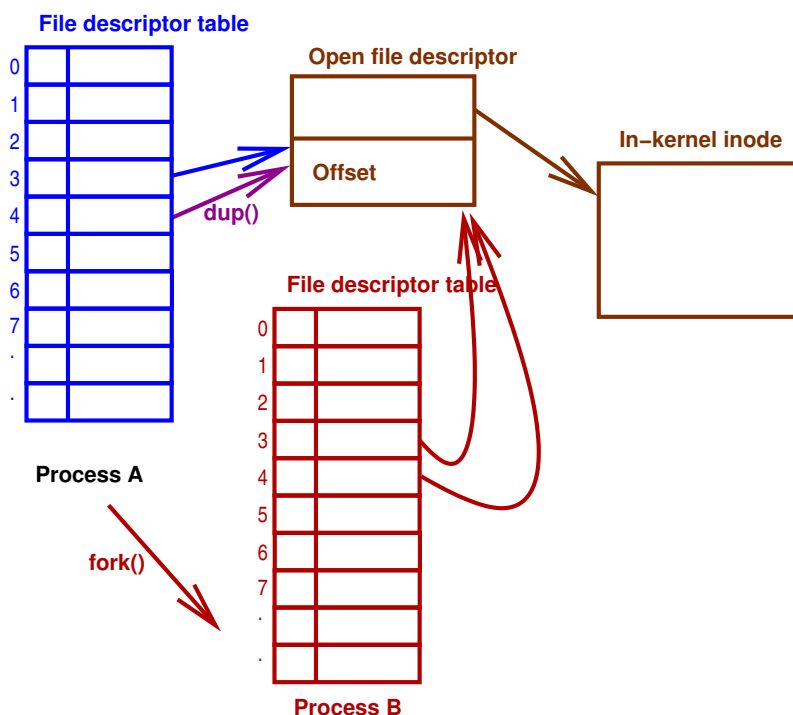 File descriptor table
0
1
2
3
4
5
6
7
.
.
Process A
fork()
dup()
Open file descriptor
Offset
In-kernel inode
File descriptor table
0
1
2
3
4
5
6
7
.
.
Process B